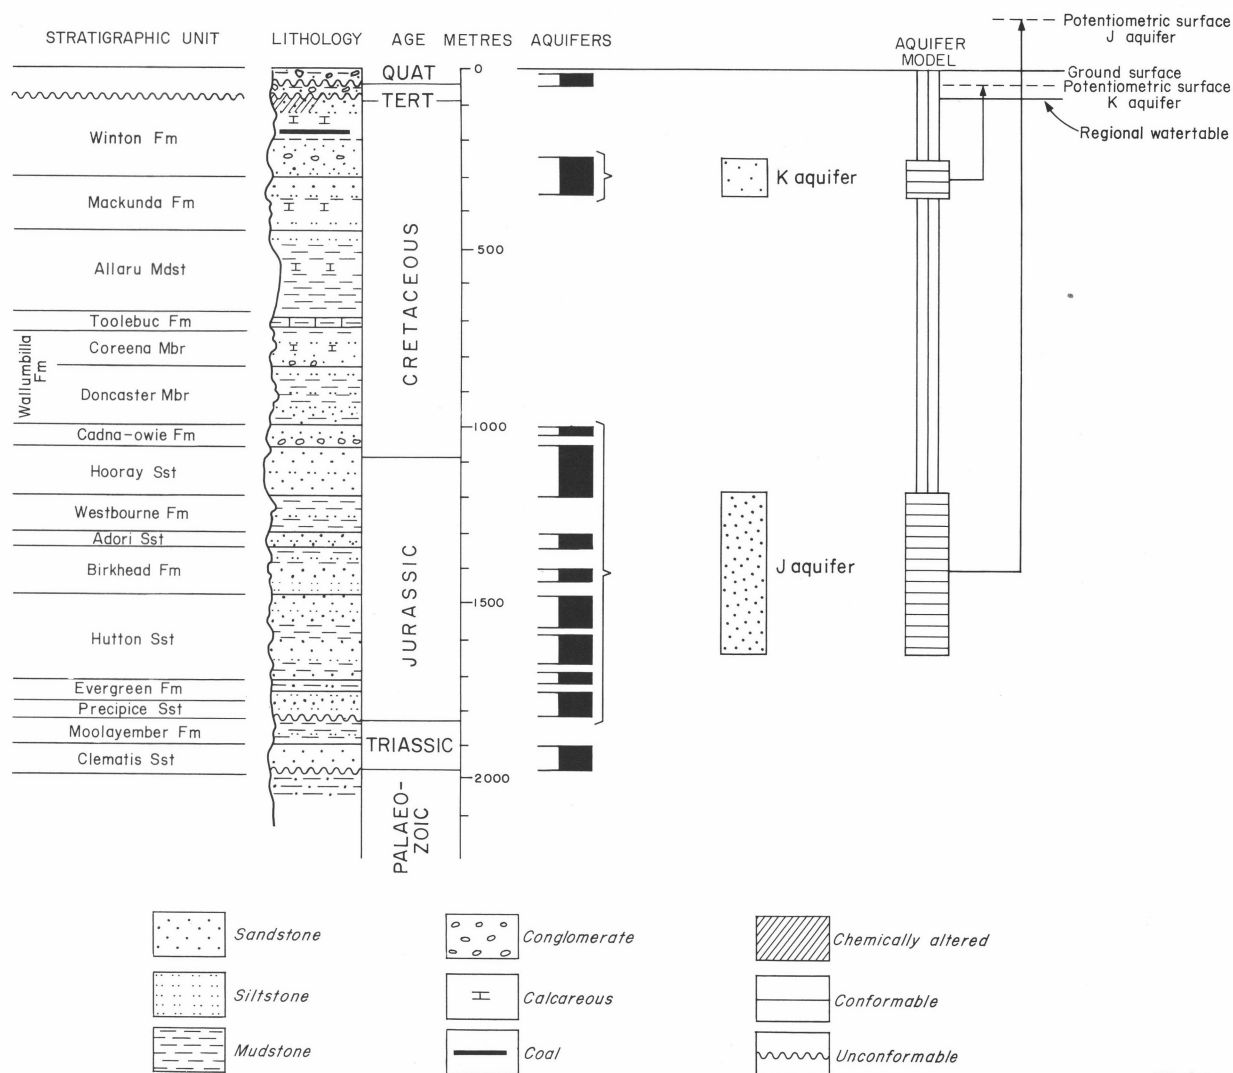 STRATIGRAPHIC UNIT LITHOLOGY AGE METRES AQUIFERS
AQUIFER
MODEL
Potentiometric surface
J aquifer
Ground surface
Potentiometric surface
K aquifer
Regional watertable
QUAT
TERT
CRETACEOUS
JURASSIC
TRIASSIC
PALAEO-
ZOIC
0
500
1000
1500
2000
Winton Fm
Mackunda Fm
Allaru Mdst
Toolebuc Fm
Wallumbilla
Fm
Coreena Mbr
Doncaster Mbr
Cadna-owie Fm
Hooray Sst
Westbourne Fm
Adori Sst
Birkhead Fm
Hutton Sst
Evergreen Fm
Precipice Sst
Moolayember Fm
Clematis Sst
K aquifer
J aquifer
Sandstone
Conglomerate
Chemically altered
Siltstone
Calcareous
Conformable
Mudstone
Coal
Unconformable